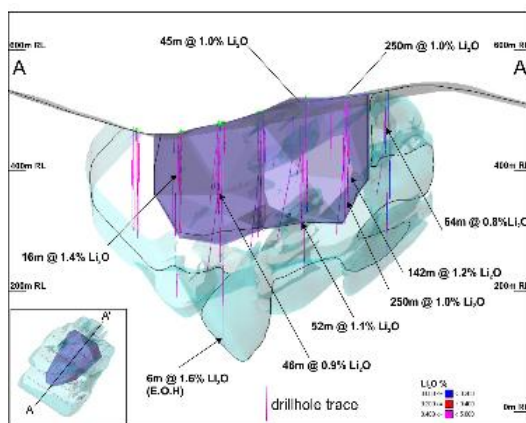 600m RL
600m RL
45m @ 1.0% Li₂O
250m @ 1.0% Li₂O
A
A'
400m RL
400m RL
64m @ 0.8% Li₂O
16m @ 1.4% Li₂O
142m @ 1.2% Li₂O
250m @ 1.0% Li₂O
200m RL
200m RL
52m @ 1.1% Li₂O
46m @ 0.9% Li₂O
6m @ 1.6% Li₂O
(E.O.H)
A'
A
drillhole trace
Li₂O %
0m RL